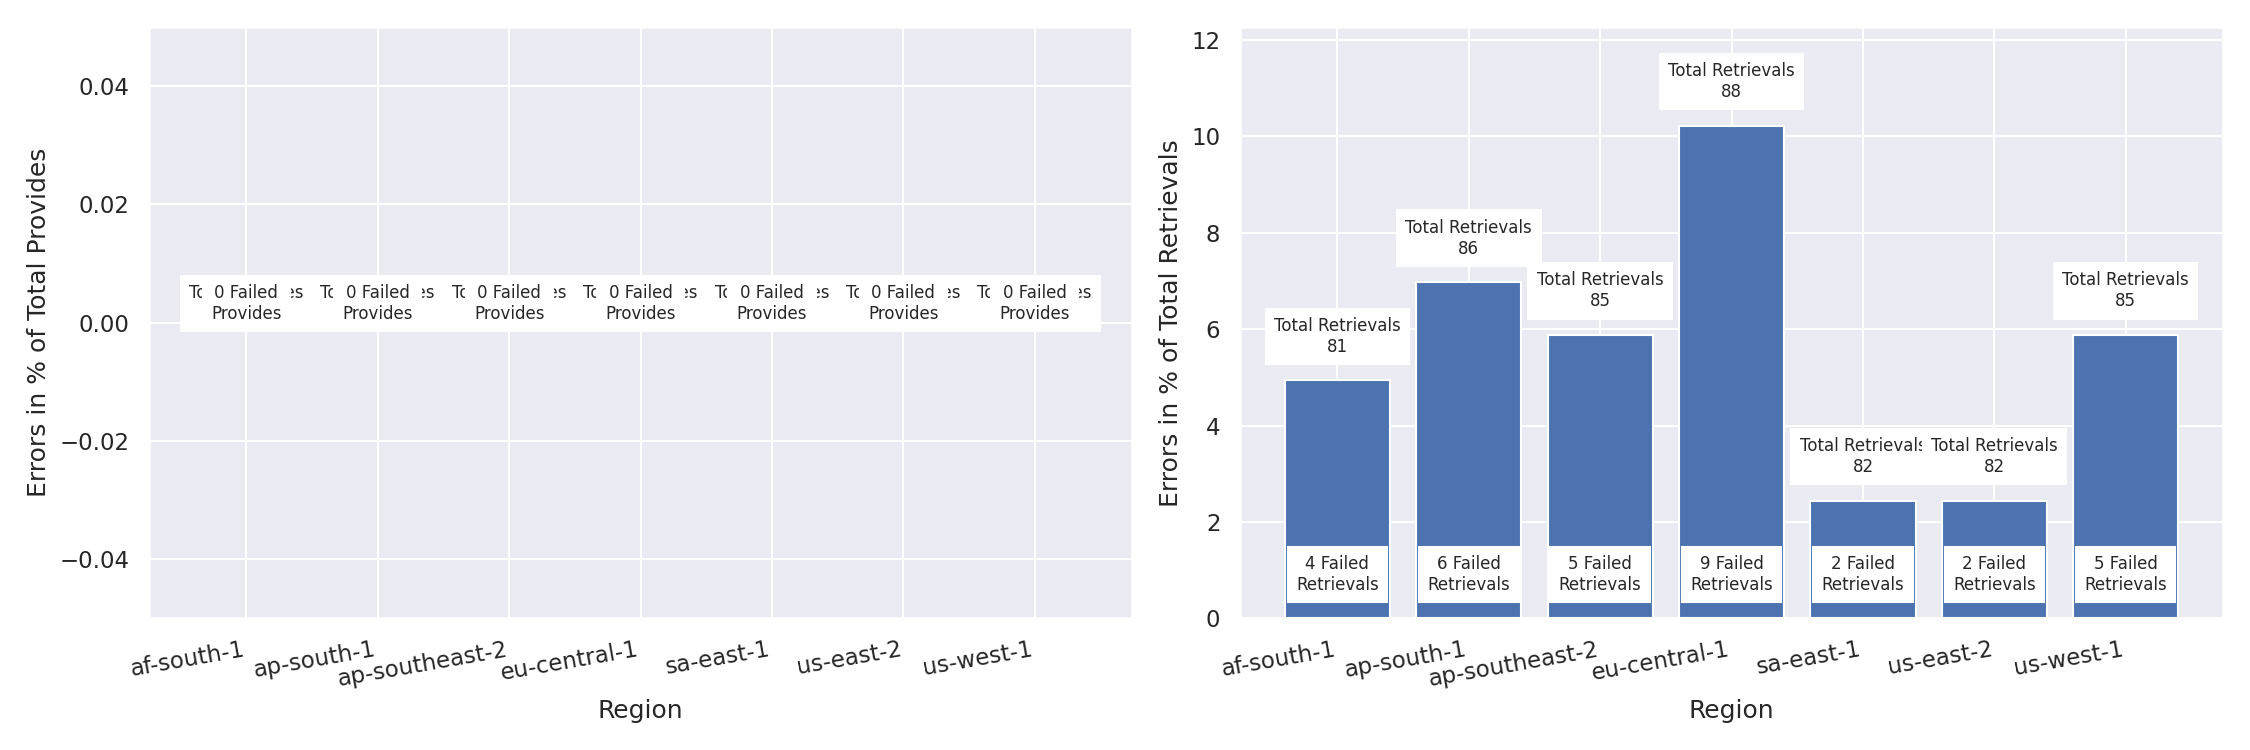 Errors in % of Total Provides
0.04
0.02
0.00
−0.02
−0.04
0 Failed
Provides
0 Failed
Provides
0 Failed
Provides
0 Failed
Provides
0 Failed
Provides
0 Failed
Provides
0 Failed
Provides
af-south-1
ap-south-1
ap-southeast-2
eu-central-1
sa-east-1
us-east-2
us-west-1
Region
Errors in % of Total Retrievals
12
10
8
6
4
2
0
Total Retrievals
81
Total Retrievals
86
Total Retrievals
85
Total Retrievals
88
Total Retrievals
82
Total Retrievals
82
Total Retrievals
85
4 Failed
Retrievals
6 Failed
Retrievals
5 Failed
Retrievals
9 Failed
Retrievals
2 Failed
Retrievals
2 Failed
Retrievals
5 Failed
Retrievals
af-south-1
ap-south-1
ap-southeast-2
eu-central-1
sa-east-1
us-east-2
us-west-1
Region